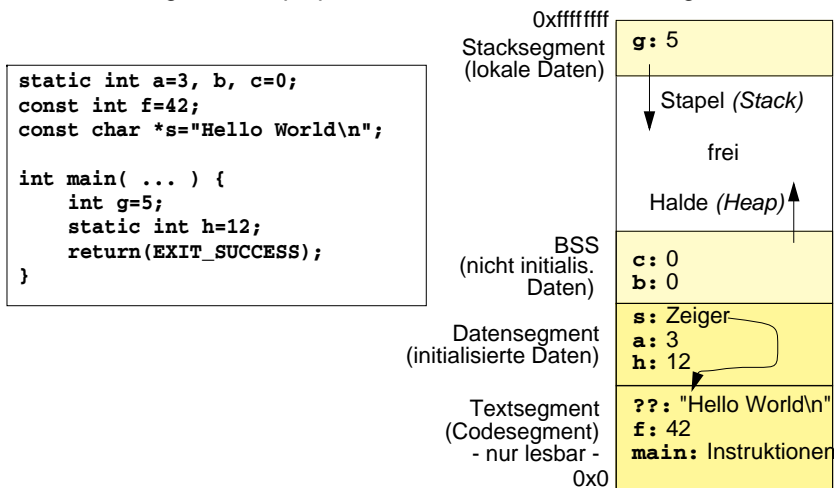 static int a=3, b, c=0;
const int f=42;
const char *s="Hello World\n";
int main( ... ) {
int g=5;
static int h=12;
return(EXIT_SUCCESS);
}
0xffffffff
Stacksegment
(lokale Daten)
g: 5
Stapel (Stack)
frei
Halde (Heap)
BSS
(nicht initialis.
Daten)
c: 0
b: 0
Datensegment
(initialisierte Daten)
s: Zeiger
a: 3
h: 12
Textsegment
(Codesegment)
- nur lesbar -
0x0
??: "Hello World\n"
f: 42
main: Instruktionen